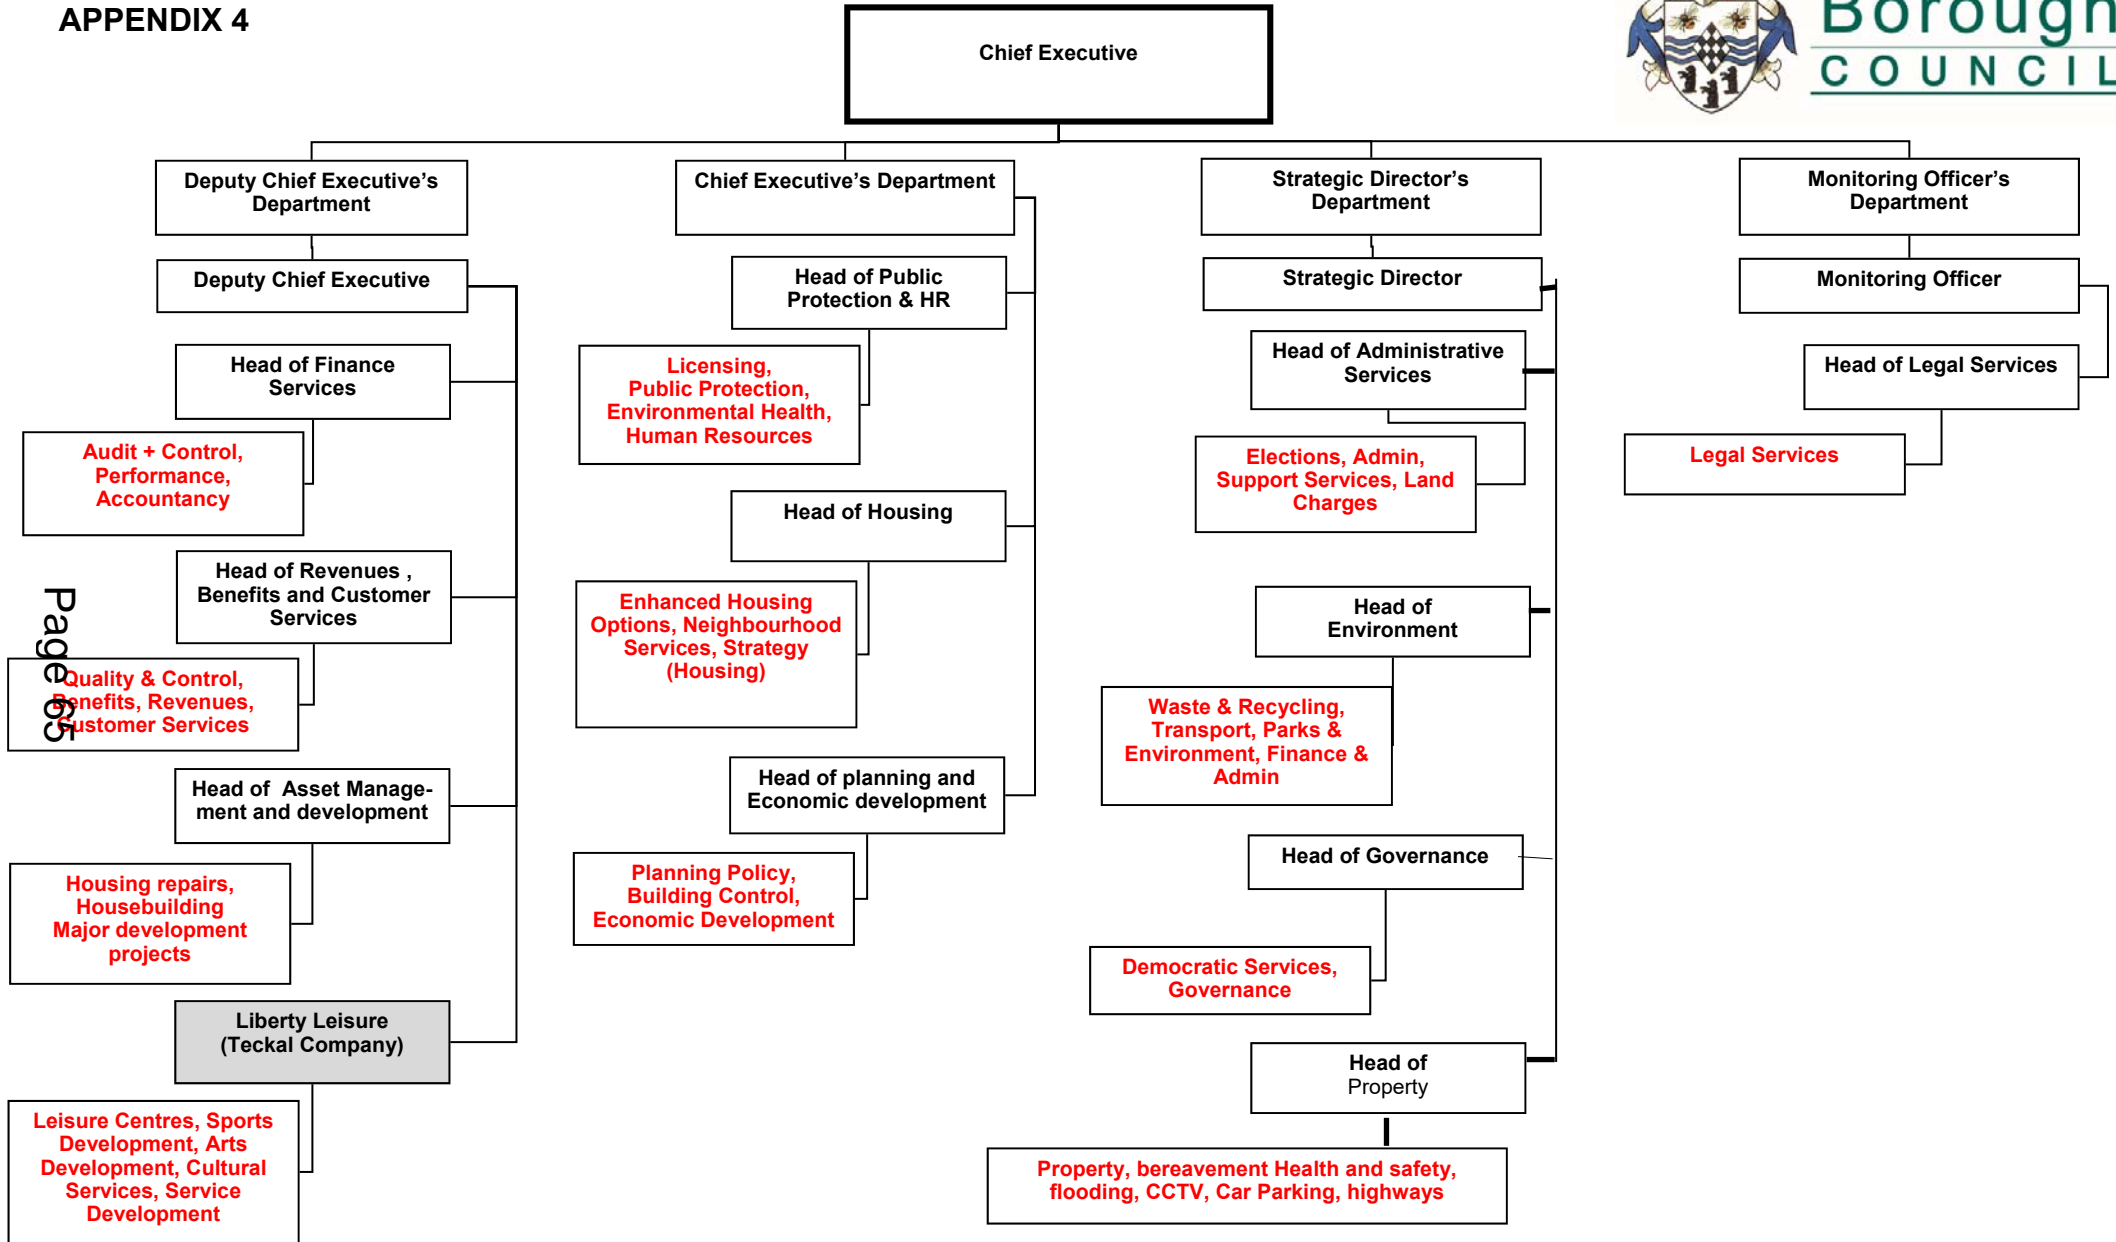 APPENDIX 4
Borough
COUNCIL
Chief Executive
Deputy Chief Executive’s
Department
Deputy Chief Executive
Head of Finance
Services
Audit + Control,
Performance,
Accountancy
Head of Revenues ,
Benefits and Customer
Services
Quality & Control,
Benefits, Revenues,
Customer Services
Head of  Asset Manage-
ment and development
Housing repairs,
Housebuilding
Major development
projects
Liberty Leisure
(Teckal Company)
Leisure Centres, Sports
Development, Arts
Development, Cultural
Services, Service
Development
Chief Executive’s Department
Head of Public
Protection & HR
Licensing,
Public Protection,
Environmental Health,
Human Resources
Head of Housing
Enhanced Housing
Options, Neighbourhood
Services, Strategy
(Housing)
Head of planning and
Economic development
Planning Policy,
Building Control,
Economic Development
Strategic Director’s
Department
Strategic Director
Head of Administrative
Services
Elections, Admin,
Support Services, Land
Charges
Head of
Environment
Waste & Recycling,
Transport, Parks &
Environment, Finance &
Admin
Head of Governance
Democratic Services,
Governance
Head of
Property
Property, bereavement Health and safety,
flooding, CCTV, Car Parking, highways
Monitoring Officer’s
Department
Monitoring Officer
Head of Legal Services
Legal Services
Page 65